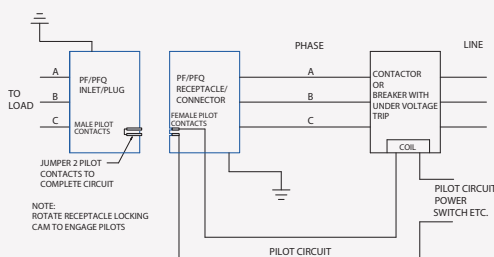 PHASE
LINE
TO
LOAD
A
B
C
PF/PFQ
INLET/PLUG
MALE PILOT
CONTACTS
PF/PFQ
RECEPTACLE/
CONNECTOR
FEMALE PILOT
CONTACTS
A
B
C
CONTACTOR
OR
BREAKER WITH
UNDER VOLTAGE
TRIP
COIL
JUMPER 2 PILOT
CONTACTS TO
COMPLETE CIRCUIT
NOTE:
ROTATE RECEPTACLE LOCKING
CAM TO ENGAGE PILOTS
PILOT CIRCUIT
POWER
SWITCH ETC.
PILOT CIRCUIT